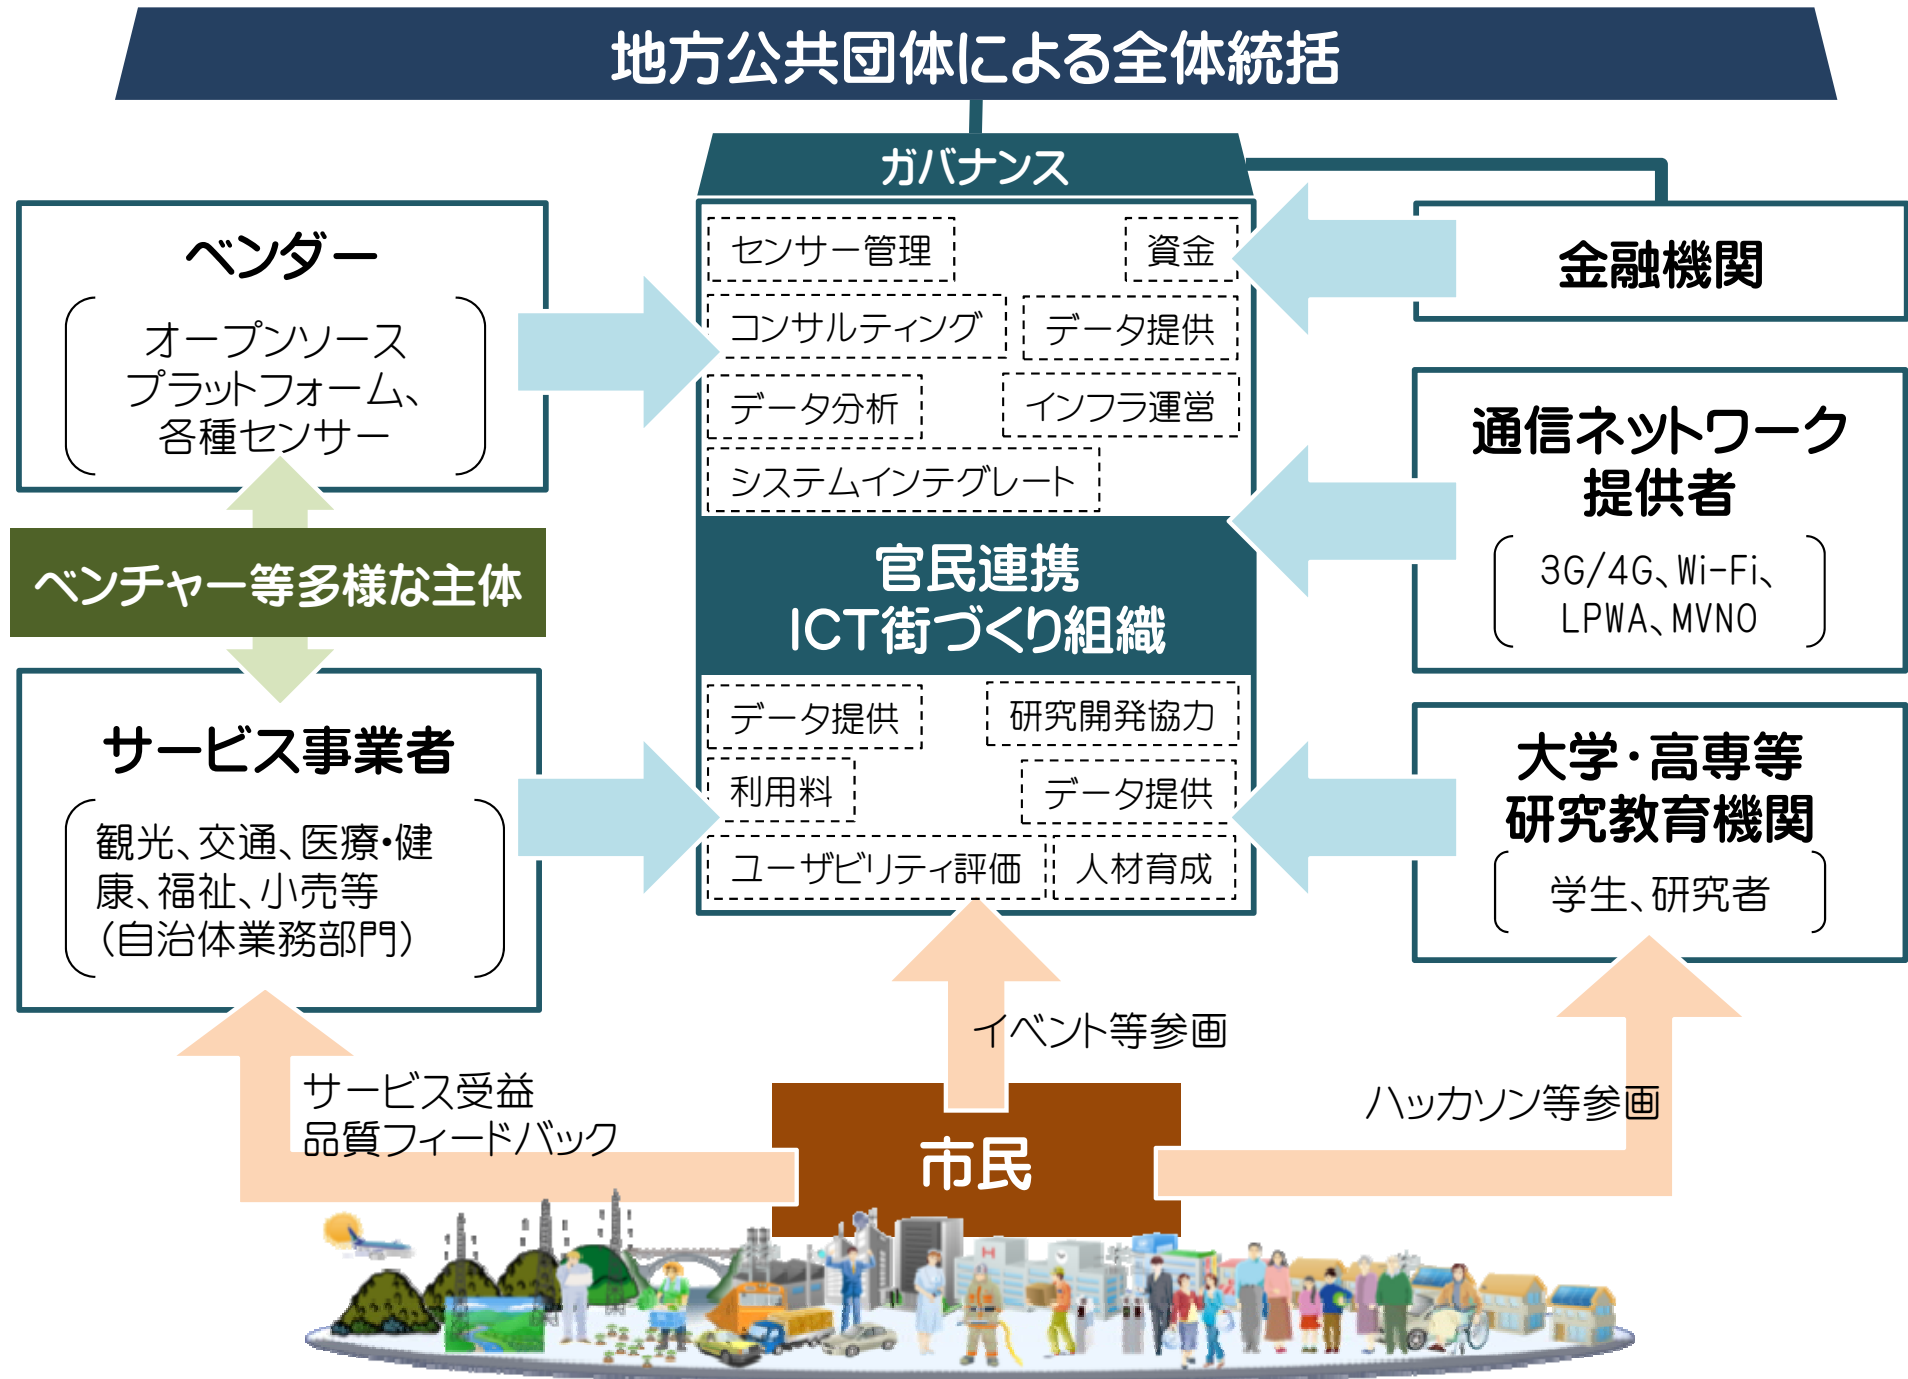 地方公共団体による全体統括
ガバナンス
ベンダー
オープンソース
プラットフォーム、
各種センサー
ベンチャー等多様な主体
サービス事業者
観光、交通、医療・健
康、福祉、小売等
(自治体業務部門)
センサー管理
資金
コンサルティング
データ提供
データ分析
インフラ運営
システムインテグレート
官民連携
ICT街づくり組織
データ提供
研究開発協力
利用料
データ提供
ユーザビリティ評価
人材育成
金融機関
通信ネットワーク
提供者
3G/4G、Wi-Fi、
LPWA、MVNO
大学・高専等
研究教育機関
学生、研究者
サービス受益
品質フィードバック
イベント等参画
ハッカソン等参画
市民
H